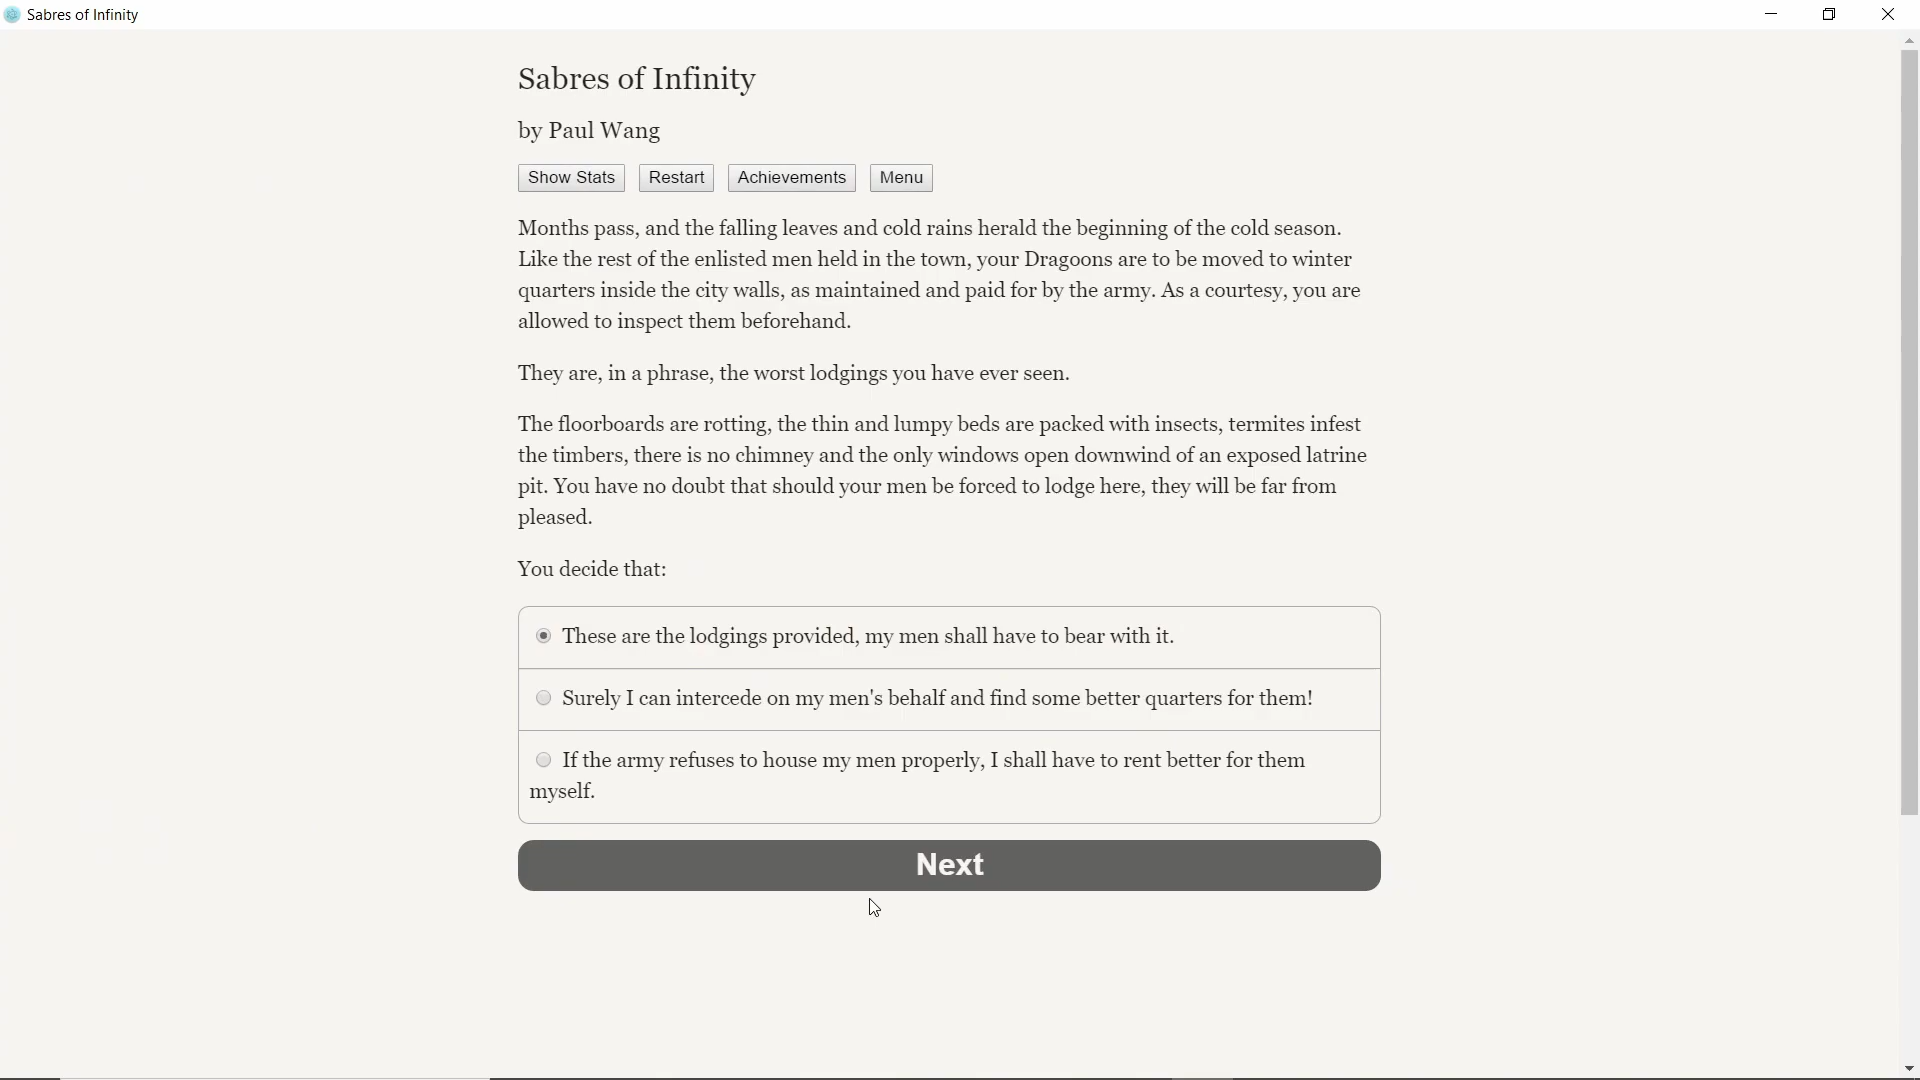 Sabres of Infinity
Sabres of Infinity
by Paul Wang
Show Stats Restart Achievements Menu
Months pass, and the falling leaves and cold rains herald the beginning of the cold season.
Like the rest of the enlisted men held in the town, your Dragoons are to be moved to winter
quarters inside the city walls, as maintained and paid for by the army. As a courtesy, you are
allowed to inspect them beforehand.
They are, in a phrase, the worst lodgings you have ever seen.
The floorboards are rotting, the thin and lumpy beds are packed with insects, termites infest
the timbers, there is no chimney and the only windows open downwind of an exposed latrine
pit. You have no doubt that should your men be forced to lodge here, they will be far from
pleased.
You decide that:
These are the lodgings provided, my men shall have to bear with it.
Surely I can intercede on my men's behalf and find some better quarters for them!
If the army refuses to house my men properly, I shall have to rent better for them
myself.
Next